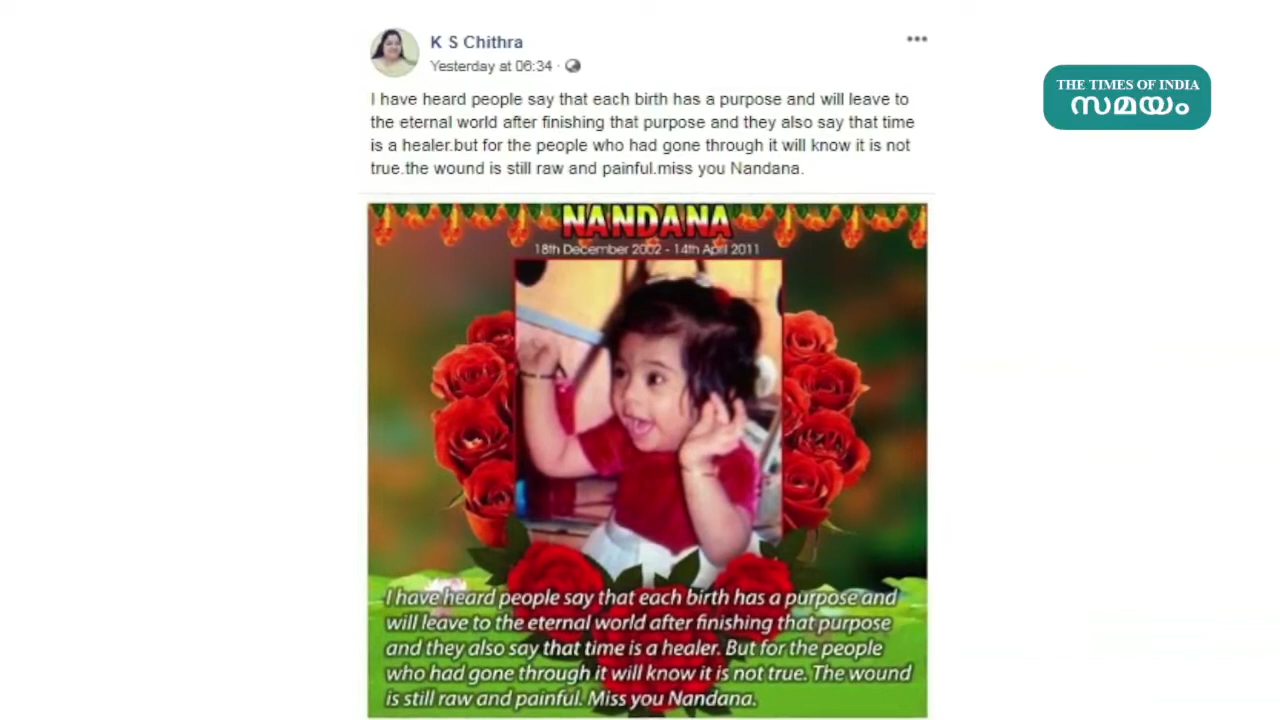 K S Chithra
Yesterday at 06:34 ·
THE TIMES OF INDIA
സമയം
I have heard people say that each birth has a purpose and will leave to
the eternal world after finishing that purpose and they also say that time
is a healer.but for the people who had gone through it will know it is not
true.the wound is still raw and painful.miss you Nandana.
NANDANA
18th December 2002 - 14th April 2011
I have heard people say that each birth has a purpose and
will leave to the eternal world after finishing that purpose
and they also say that time is a healer. But for the people
who had gone through it will know it is not true. The wound
is still raw and painful. Miss you Nandana.